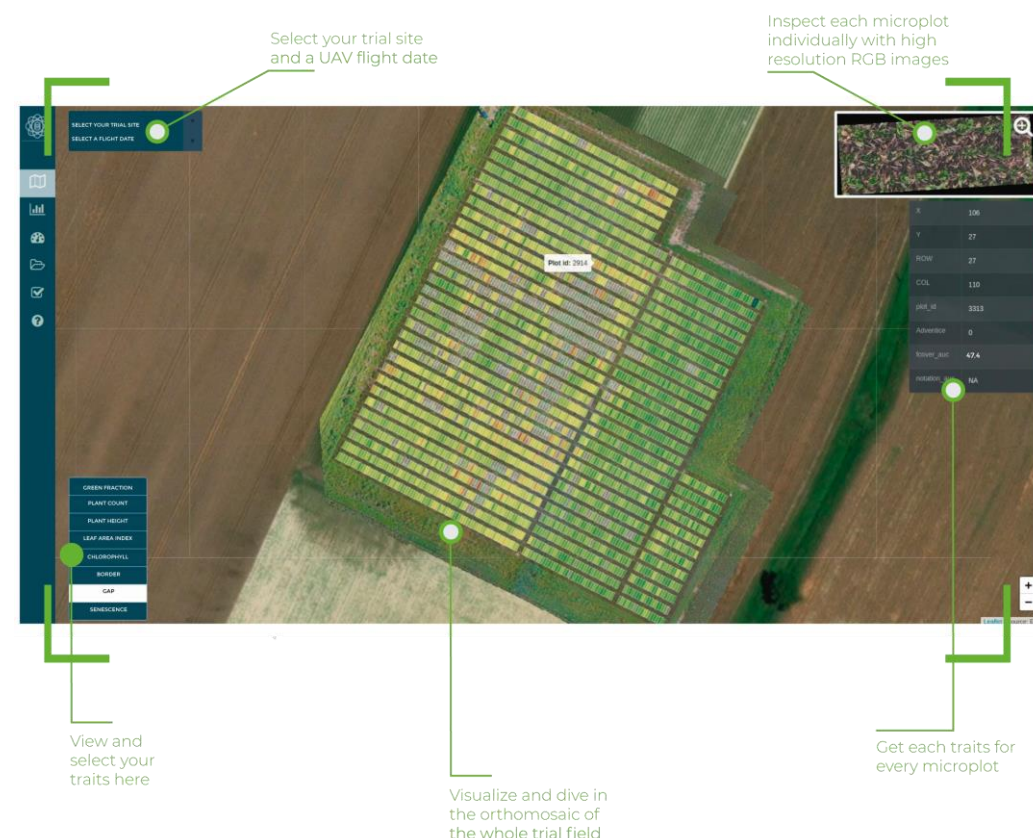 Select your trial site
and a UAV flight date
Inspect each microplot
individually with high
resolution RGB images
SELECT YOUR TRIAL SITE
SELECT A FLIGHT DATE
X 106
Y 27
ROW 27
COL 110
plot_id 3313
Adventice 0
47.4
NA
Plot id: 2914
GREEN FRACTION
PLANT COUNT
PLANT HEIGHT
LEAF AREA INDEX
CHLOROPHYLL
BORDER
GAP
SENESCENCE
+
−
Leaflet
View and
select your
traits here
Visualize and dive in
the orthomosaic of
the whole trial field
Get each traits for
every microplot